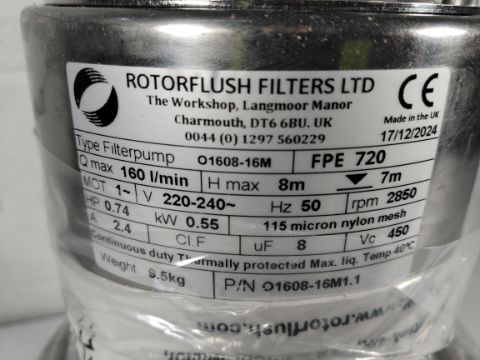 ROTORFLUSH FILTERS LTD
The Workshop, Langmoor Manor
Charmouth, DT6 6BU. UK
0044 (0) 1297 560229
CE
Made in the UK
17/12/2024
Type Filterpump O1608-16M FPE 720
Q max 160 l/min H max 8m 7m
MOT 1~ V 220-240~ Hz 50 rpm 2850
HP 0.74 kW 0.55 115 micron nylon mesh
A 2.4 Cl.F uF 8 Vc 450
Continuous duty Thermally protected Max. liq. Temp 40°C
Weight 9.5kg P/N O1608-16M1.1
www.rotorflush.com